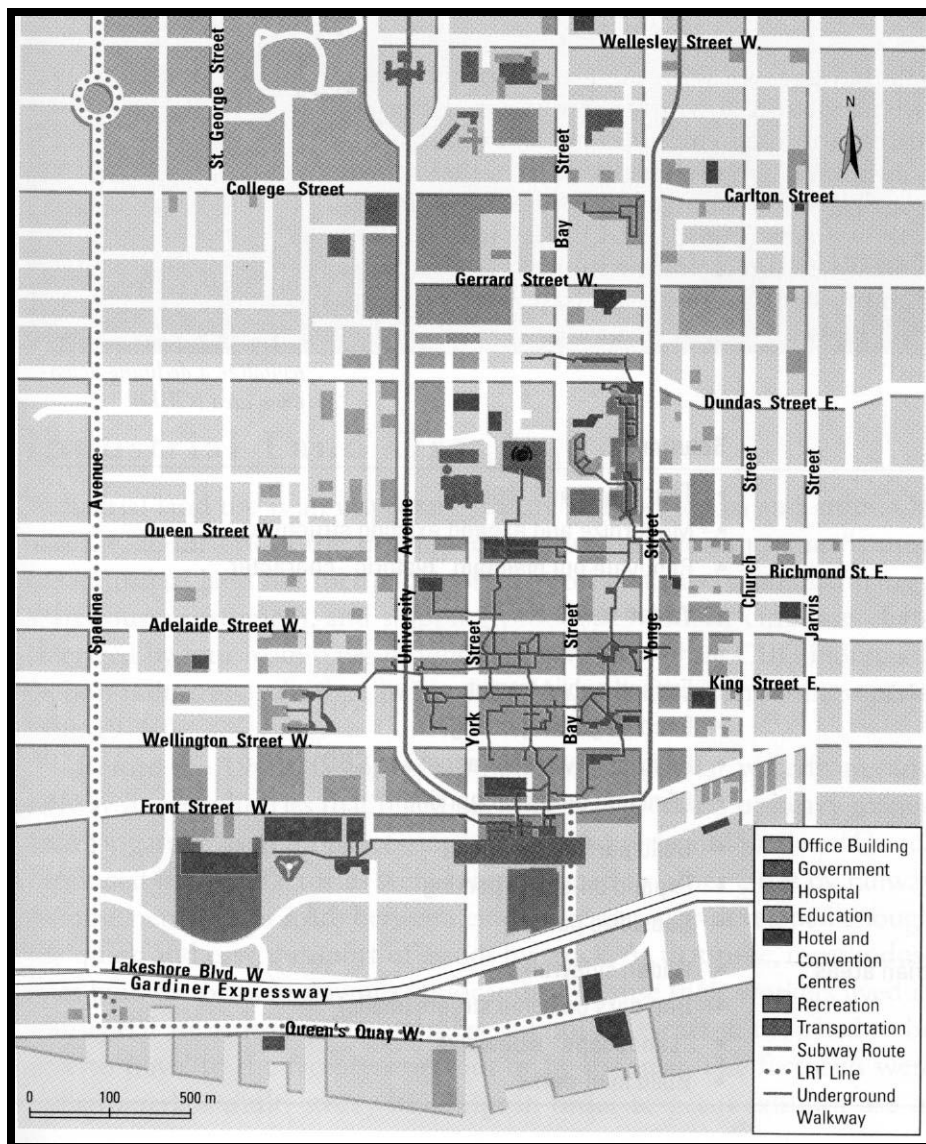 Wellesley Street W.
St. George Street
N
College Street
Carlton Street
Bay Street
Gerrard Street W.
Dundas Street E.
Spadina Avenue
University Avenue
Queen Street W.
Yonge Street
Church Street
Jarvis Street
Richmond St. E.
Adelaide Street W.
York Street
Bay Street
King Street E.
Wellington Street W.
Front Street W.
Lakeshore Blvd. W
Gardiner Expressway
Queen's Quay W.
0 100 500 m
Office Building
Government
Hospital
Education
Hotel and
Convention
Centres
Recreation
Transportation
Subway Route
LRT Line
Underground
Walkway